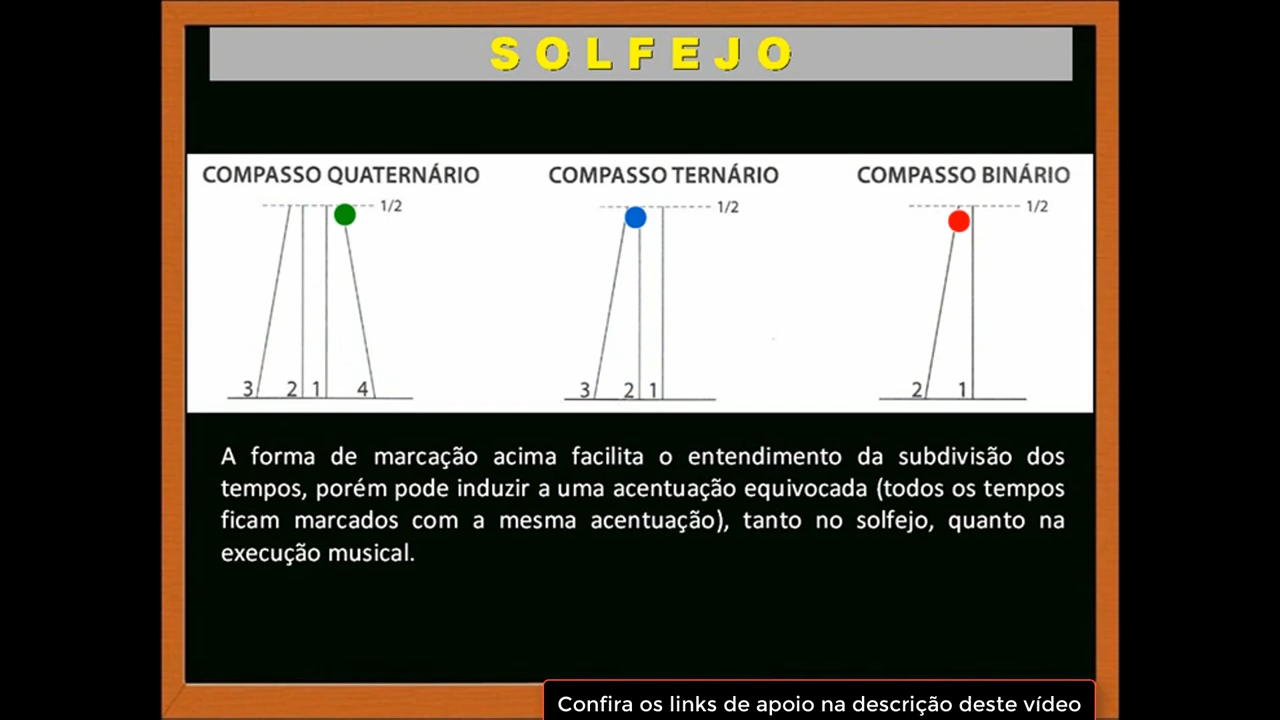 SOLFEJO
COMPASSO QUATERNÁRIO
1/2
3 2 1 4
COMPASSO TERNÁRIO
1/2
3 2 1
COMPASSO BINÁRIO
1/2
2 1
A forma de marcação acima facilita o entendimento da subdivisão dos
tempos, porém pode induzir a uma acentuação equivocada (todos os tempos
ficam marcados com a mesma acentuação), tanto no solfejo, quanto na
execução musical.
Confira os links de apoio na descrição deste vídeo